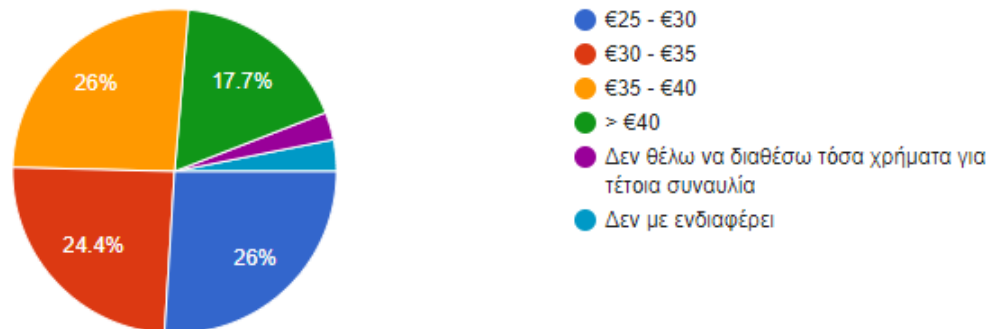 26%
17.7%
24.4%
26%
€25 - €30
€30 - €35
€35 - €40
> €40
Δεν θέλω να διαθέσω τόσα χρήματα για
τέτοια συναυλία
Δεν με ενδιαφέρει